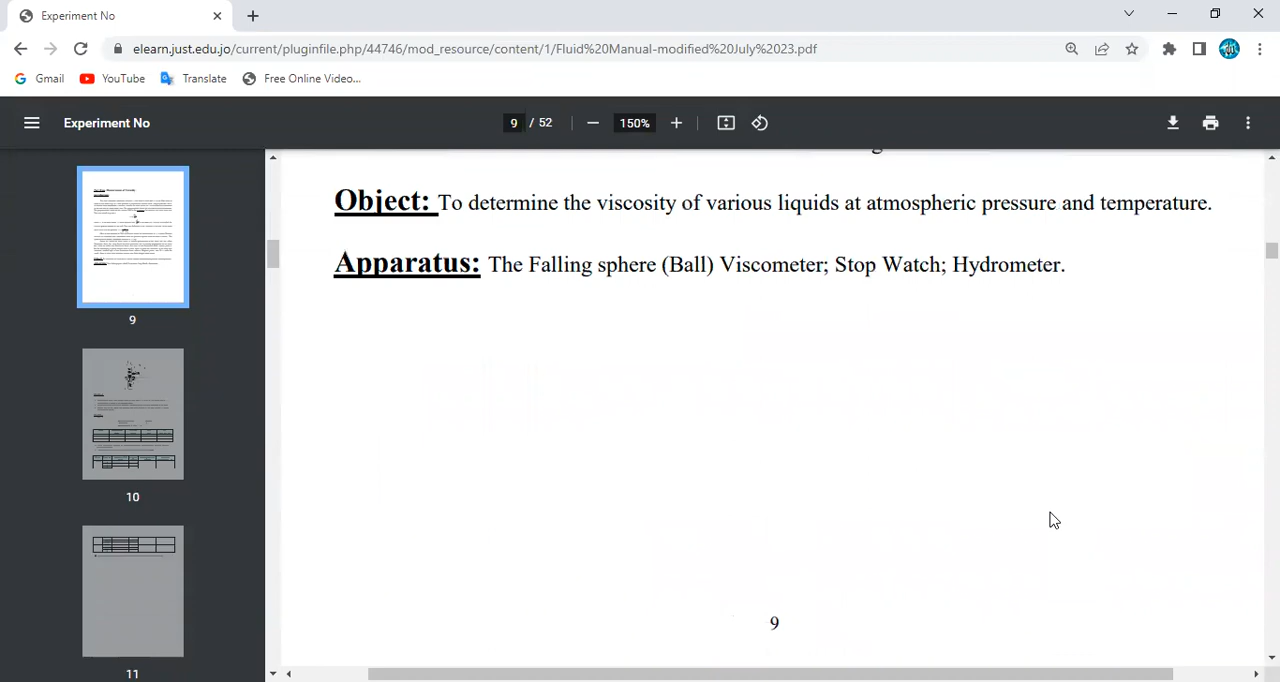 Experiment No
elearn.just.edu.jo/current/pluginfile.php/44746/mod_resource/content/1/Fluid%20Manual-modified%20July%2023.pdf
Gmail YouTube Translate Free Online Video...
Experiment No 9 / 52 150%
Object: To determine the viscosity of various liquids at atmospheric pressure and temperature.
Apparatus: The Falling sphere (Ball) Viscometer; Stop Watch; Hydrometer.
9
9
10
11